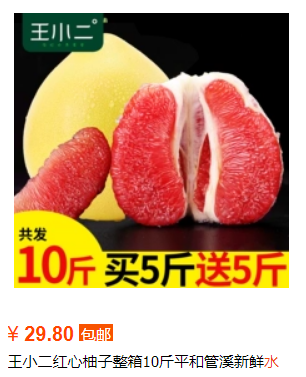 王小二
共发
10斤 买5斤送5斤
¥ 29.80 包邮
王小二红心柚子整箱10斤平和管溪新鲜水